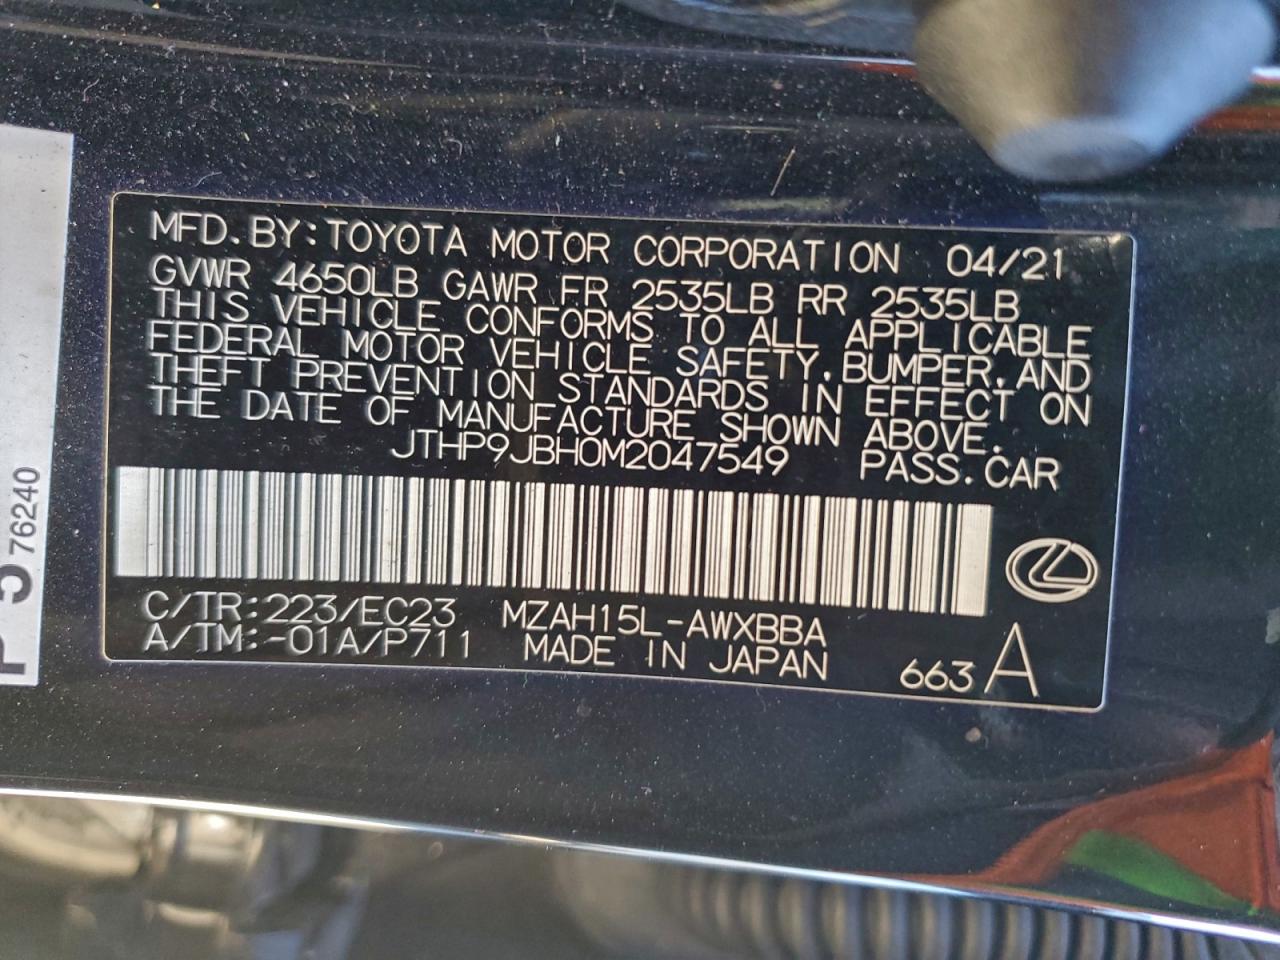 MFD.BY:TOYOTA MOTOR CORPORATION 04/21
GVWR 4650LB GAWR FR 2535LB RR 2535LB
THIS VEHICLE CONFORMS TO ALL APPLICABLE
FEDERAL MOTOR VEHICLE SAFETY,BUMPER,AND
THEFT PREVENTION STANDARDS IN EFFECT ON
THE DATE OF MANUFACTURE SHOWN ABOVE.
JTHP9JBH0M2047549 PASS.CAR
C/TR:223/EC23 MZAH15L-AWXBBA
A/TM:-01A/P711 MADE IN JAPAN 663 A
76240